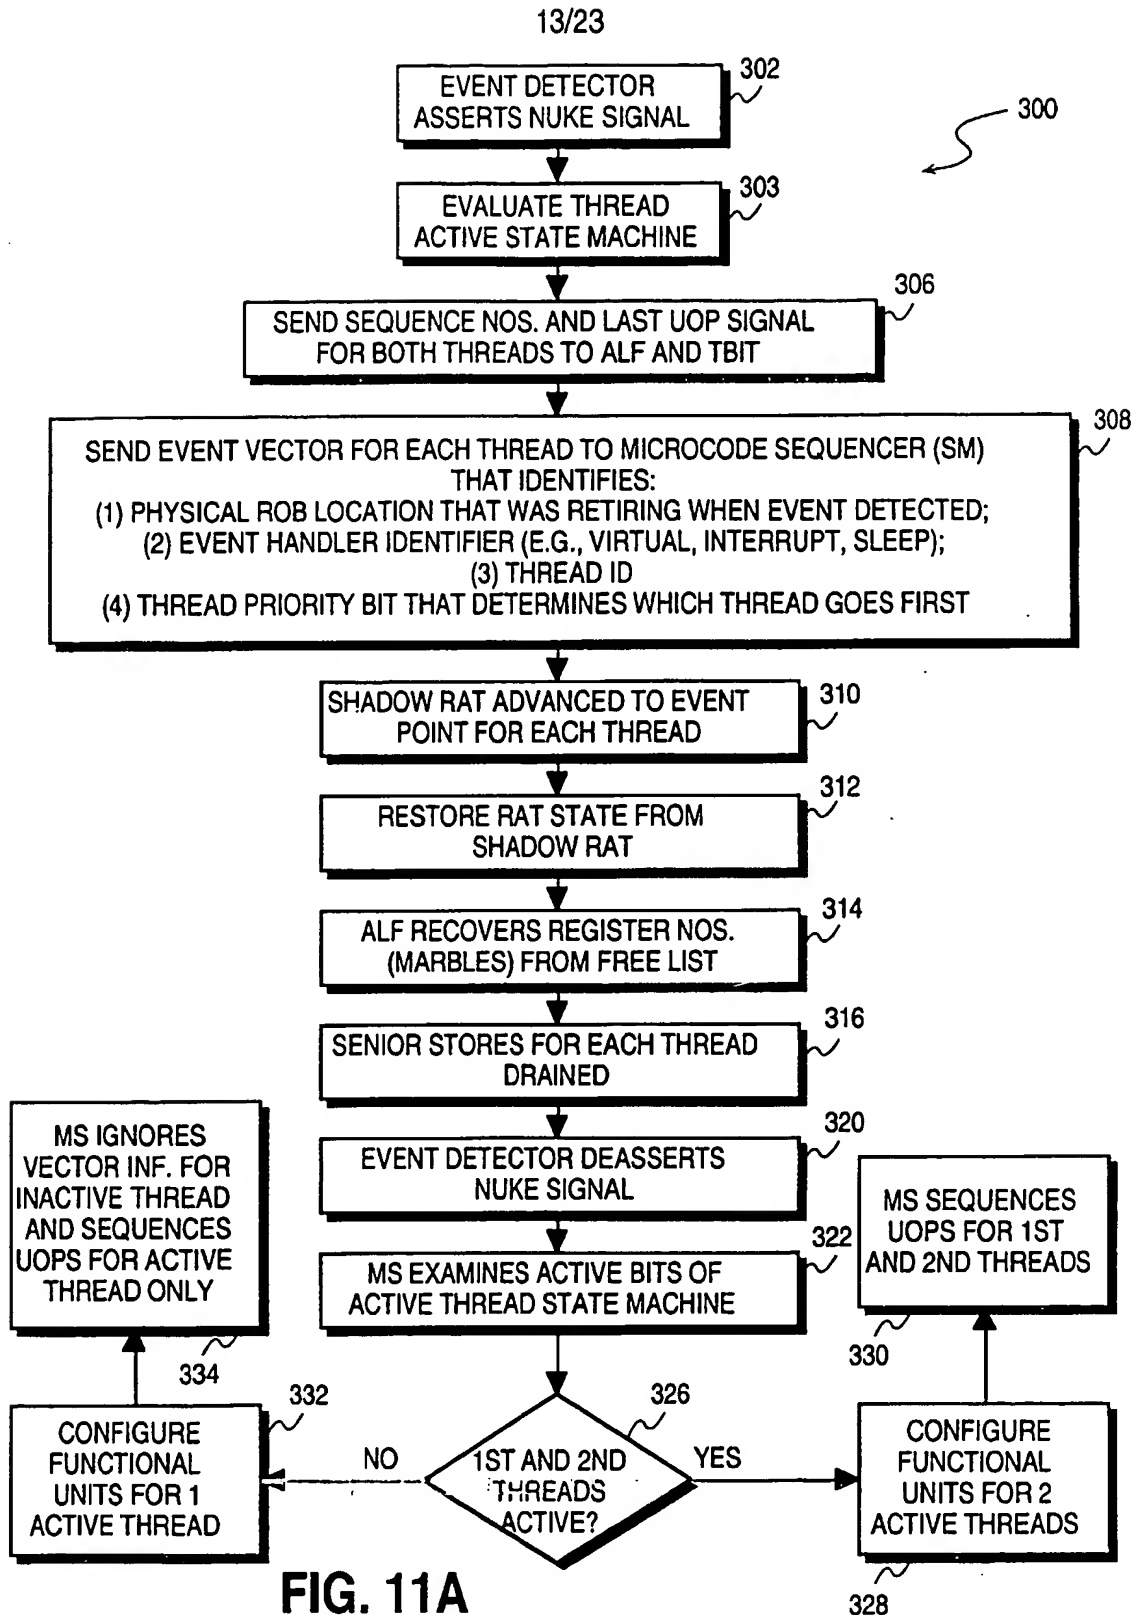 13/23
EVENT DETECTOR
ASSERTS NUKE SIGNAL
302
300
EVALUATE THREAD
ACTIVE STATE MACHINE
303
SEND SEQUENCE NOS. AND LAST UOP SIGNAL
FOR BOTH THREADS TO ALF AND TBIT
306
SEND EVENT VECTOR FOR EACH THREAD TO MICROCODE SEQUENCER (SM)
THAT IDENTIFIES:
(1) PHYSICAL ROB LOCATION THAT WAS RETIRING WHEN EVENT DETECTED;
(2) EVENT HANDLER IDENTIFIER (E.G., VIRTUAL, INTERRUPT, SLEEP);
(3) THREAD ID
(4) THREAD PRIORITY BIT THAT DETERMINES WHICH THREAD GOES FIRST
308
SHADOW RAT ADVANCED TO EVENT
POINT FOR EACH THREAD
310
RESTORE RAT STATE FROM
SHADOW RAT
312
ALF RECOVERS REGISTER NOS.
(MARBLES) FROM FREE LIST
314
SENIOR STORES FOR EACH THREAD
DRAINED
316
EVENT DETECTOR DEASSERTS
NUKE SIGNAL
320
MS EXAMINES ACTIVE BITS OF
ACTIVE THREAD STATE MACHINE
322
1ST AND 2ND
THREADS
ACTIVE?
326
NO
YES
CONFIGURE
FUNCTIONAL
UNITS FOR 1
ACTIVE THREAD
332
MS IGNORES
VECTOR INF. FOR
INACTIVE THREAD
AND SEQUENCES
UOPS FOR ACTIVE
THREAD ONLY
334
CONFIGURE
FUNCTIONAL
UNITS FOR 2
ACTIVE THREADS
328
MS SEQUENCES
UOPS FOR 1ST
AND 2ND THREADS
330
FIG. 11A